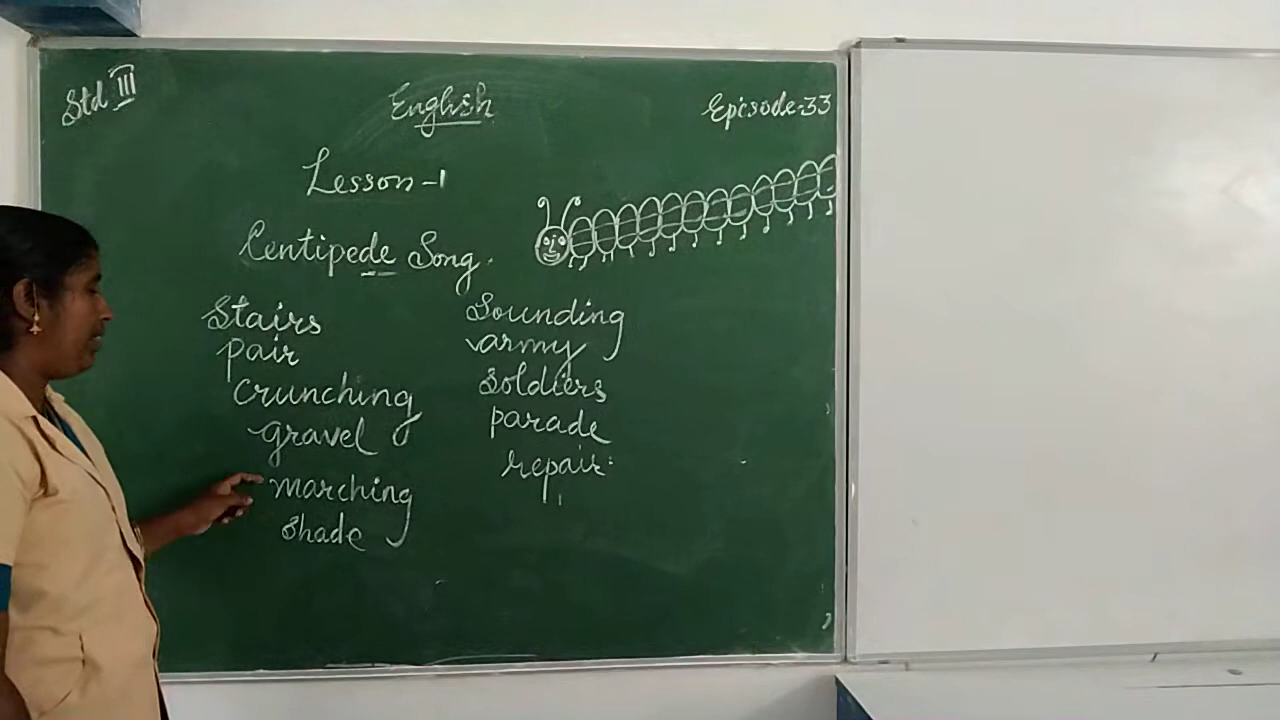 Std III
English
Episode-33
Lesson-1
Centipede Song.
Stairs
pair
crunching
gravel
marching
shade
Sounding
army
soldiers
parade
repair